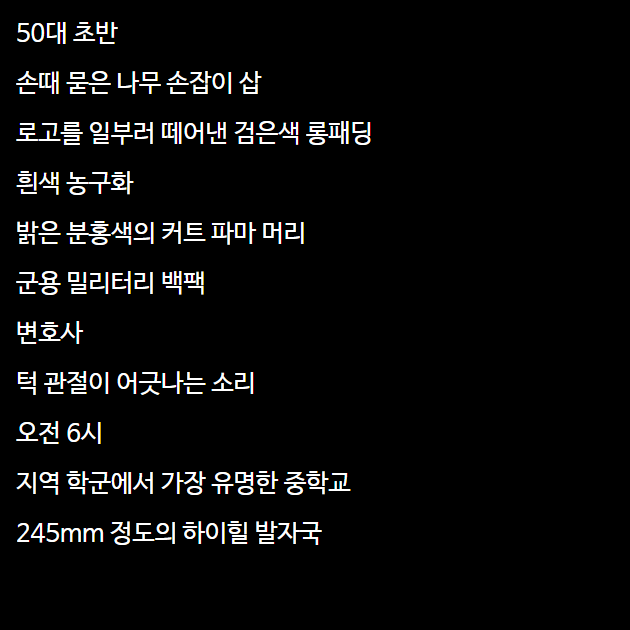 50대 초반
손때 묻은 나무 손잡이 삽
로고를 일부러 떼어낸 검은색 롱패딩
흰색 농구화
밝은 분홍색의 커트 파마 머리
군용 밀리터리 백팩
변호사
턱 관절이 어긋나는 소리
오전 6시
지역 학군에서 가장 유명한 중학교
245mm 정도의 하이힐 발자국